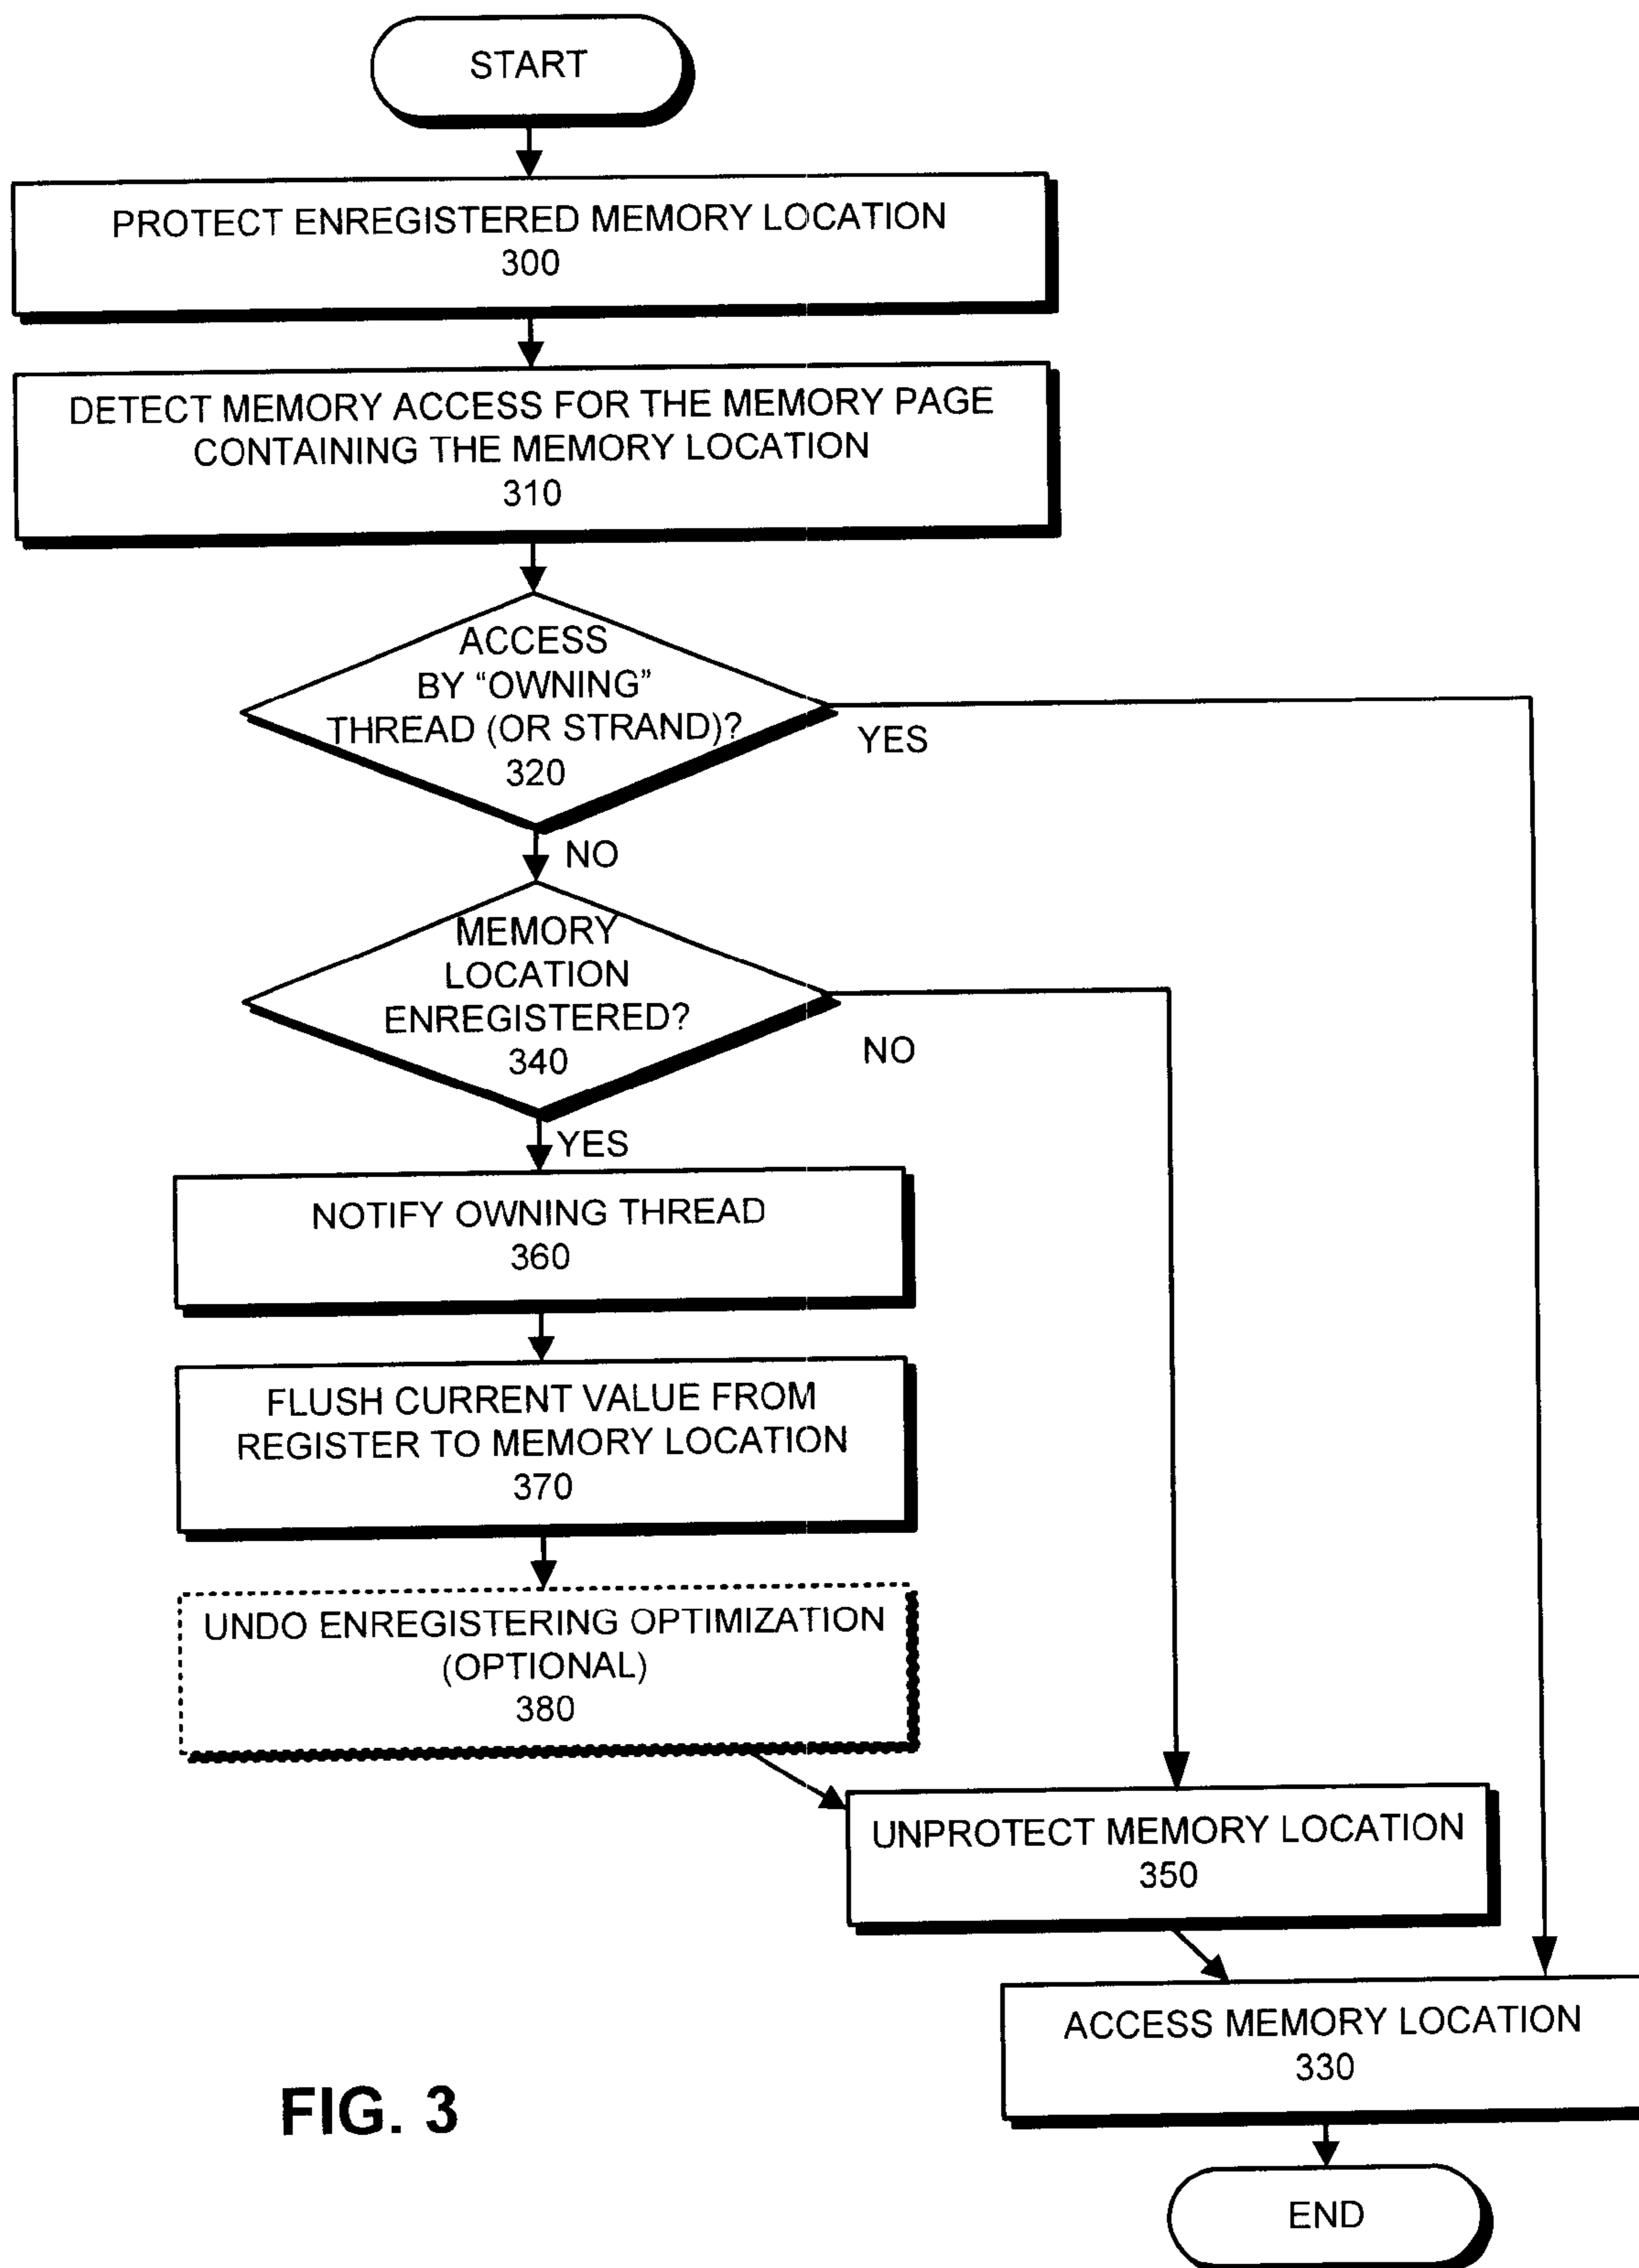 START
PROTECT ENREGISTERED MEMORY LOCATION
300
DETECT MEMORY ACCESS FOR THE MEMORY PAGE
CONTAINING THE MEMORY LOCATION
310
ACCESS
BY “OWNING”
THREAD (OR STRAND)?
320
YES
NO
MEMORY
LOCATION
ENREGISTERED?
340
NO
YES
NOTIFY OWNING THREAD
360
FLUSH CURRENT VALUE FROM
REGISTER TO MEMORY LOCATION
370
UNDO ENREGISTERING OPTIMIZATION
(OPTIONAL)
380
UNPROTECT MEMORY LOCATION
350
ACCESS MEMORY LOCATION
330
END
FIG. 3